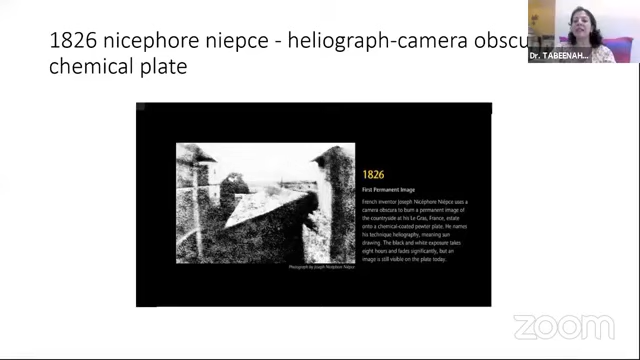 1826 nicephore niepce - heliograph-camera obscu
chemical plate
Dr. TABEENAH...
1826
First Permanent Image
French inventor Joseph Nicéphore Niépce uses a
camera obscura to burn a permanent image of
the countryside at his Le Gras, France, estate
onto a chemical-coated pewter plate. He names
his technique heliography, meaning sun
drawing. The black and white exposure takes
eight hours and fades significantly, but an
image is still visible on the plate today.
Photograph by Joseph Nicéphore Niépce
zoom